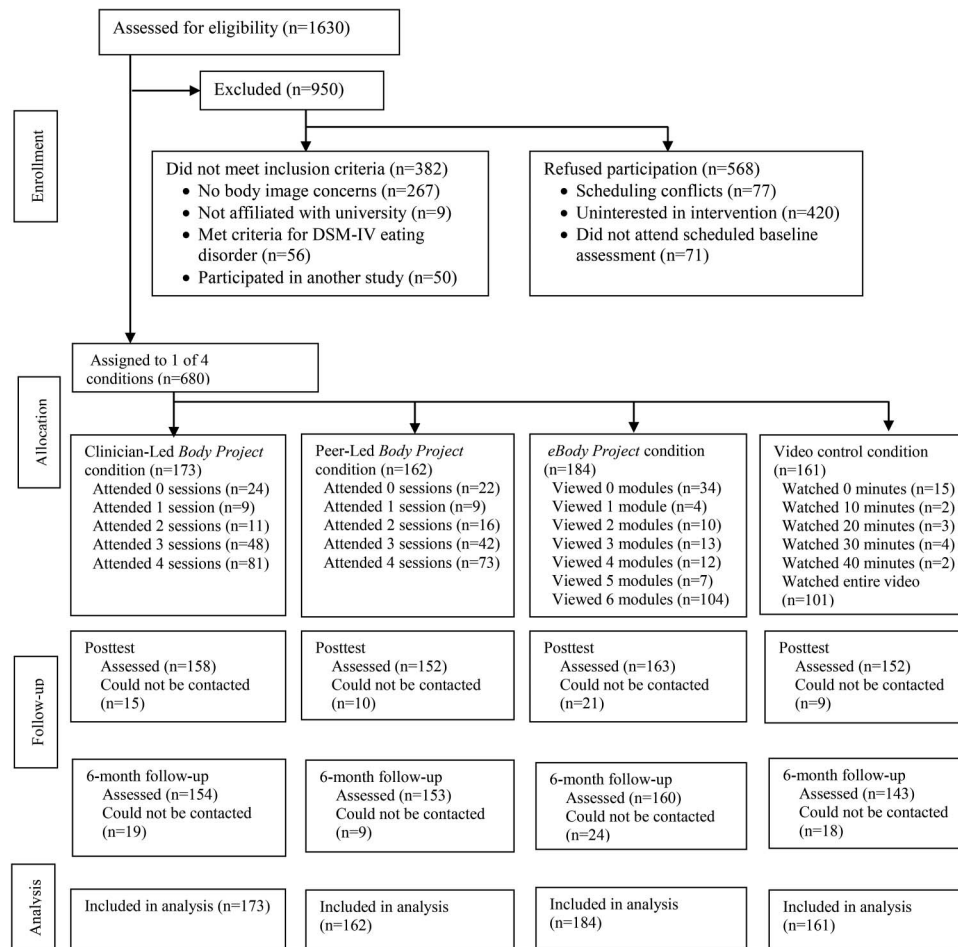 Assessed for eligibility (n=1630)
Excluded (n=950)
Enrollment
Did not meet inclusion criteria (n=382)
• No body image concerns (n=267)
• Not affiliated with university (n=9)
• Met criteria for DSM-IV eating
disorder (n=56)
• Participated in another study (n=50)
Refused participation (n=568)
• Scheduling conflicts (n=77)
• Uninterested in intervention (n=420)
• Did not attend scheduled baseline
assessment (n=71)
Assigned to 1 of 4
conditions (n=680)
Allocation
Clinician-Led Body Project
condition (n=173)
Attended 0 sessions (n=24)
Attended 1 session (n=9)
Attended 2 sessions (n=11)
Attended 3 sessions (n=48)
Attended 4 sessions (n=81)
Peer-Led Body Project
condition (n=162)
Attended 0 sessions (n=22)
Attended 1 session (n=9)
Attended 2 sessions (n=16)
Attended 3 sessions (n=42)
Attended 4 sessions (n=73)
eBody Project condition
(n=184)
Viewed 0 modules (n=34)
Viewed 1 module (n=4)
Viewed 2 modules (n=10)
Viewed 3 modules (n=13)
Viewed 4 modules (n=12)
Viewed 5 modules (n=7)
Viewed 6 modules (n=104)
Video control condition
(n=161)
Watched 0 minutes (n=15)
Watched 10 minutes (n=2)
Watched 20 minutes (n=3)
Watched 30 minutes (n=4)
Watched 40 minutes (n=2)
Watched entire video
(n=101)
Follow-up
Posttest
Assessed (n=158)
Could not be contacted
(n=15)
Posttest
Assessed (n=152)
Could not be contacted
(n=10)
Posttest
Assessed (n=163)
Could not be contacted
(n=21)
Posttest
Assessed (n=152)
Could not be contacted
(n=9)
6-month follow-up
Assessed (n=154)
Could not be contacted
(n=19)
6-month follow-up
Assessed (n=153)
Could not be contacted
(n=9)
6-month follow-up
Assessed (n=160)
Could not be contacted
(n=24)
6-month follow-up
Assessed (n=143)
Could not be contacted
(n=18)
Analysis
Included in analysis (n=173)
Included in analysis
(n=162)
Included in analysis
(n=184)
Included in analysis
(n=161)